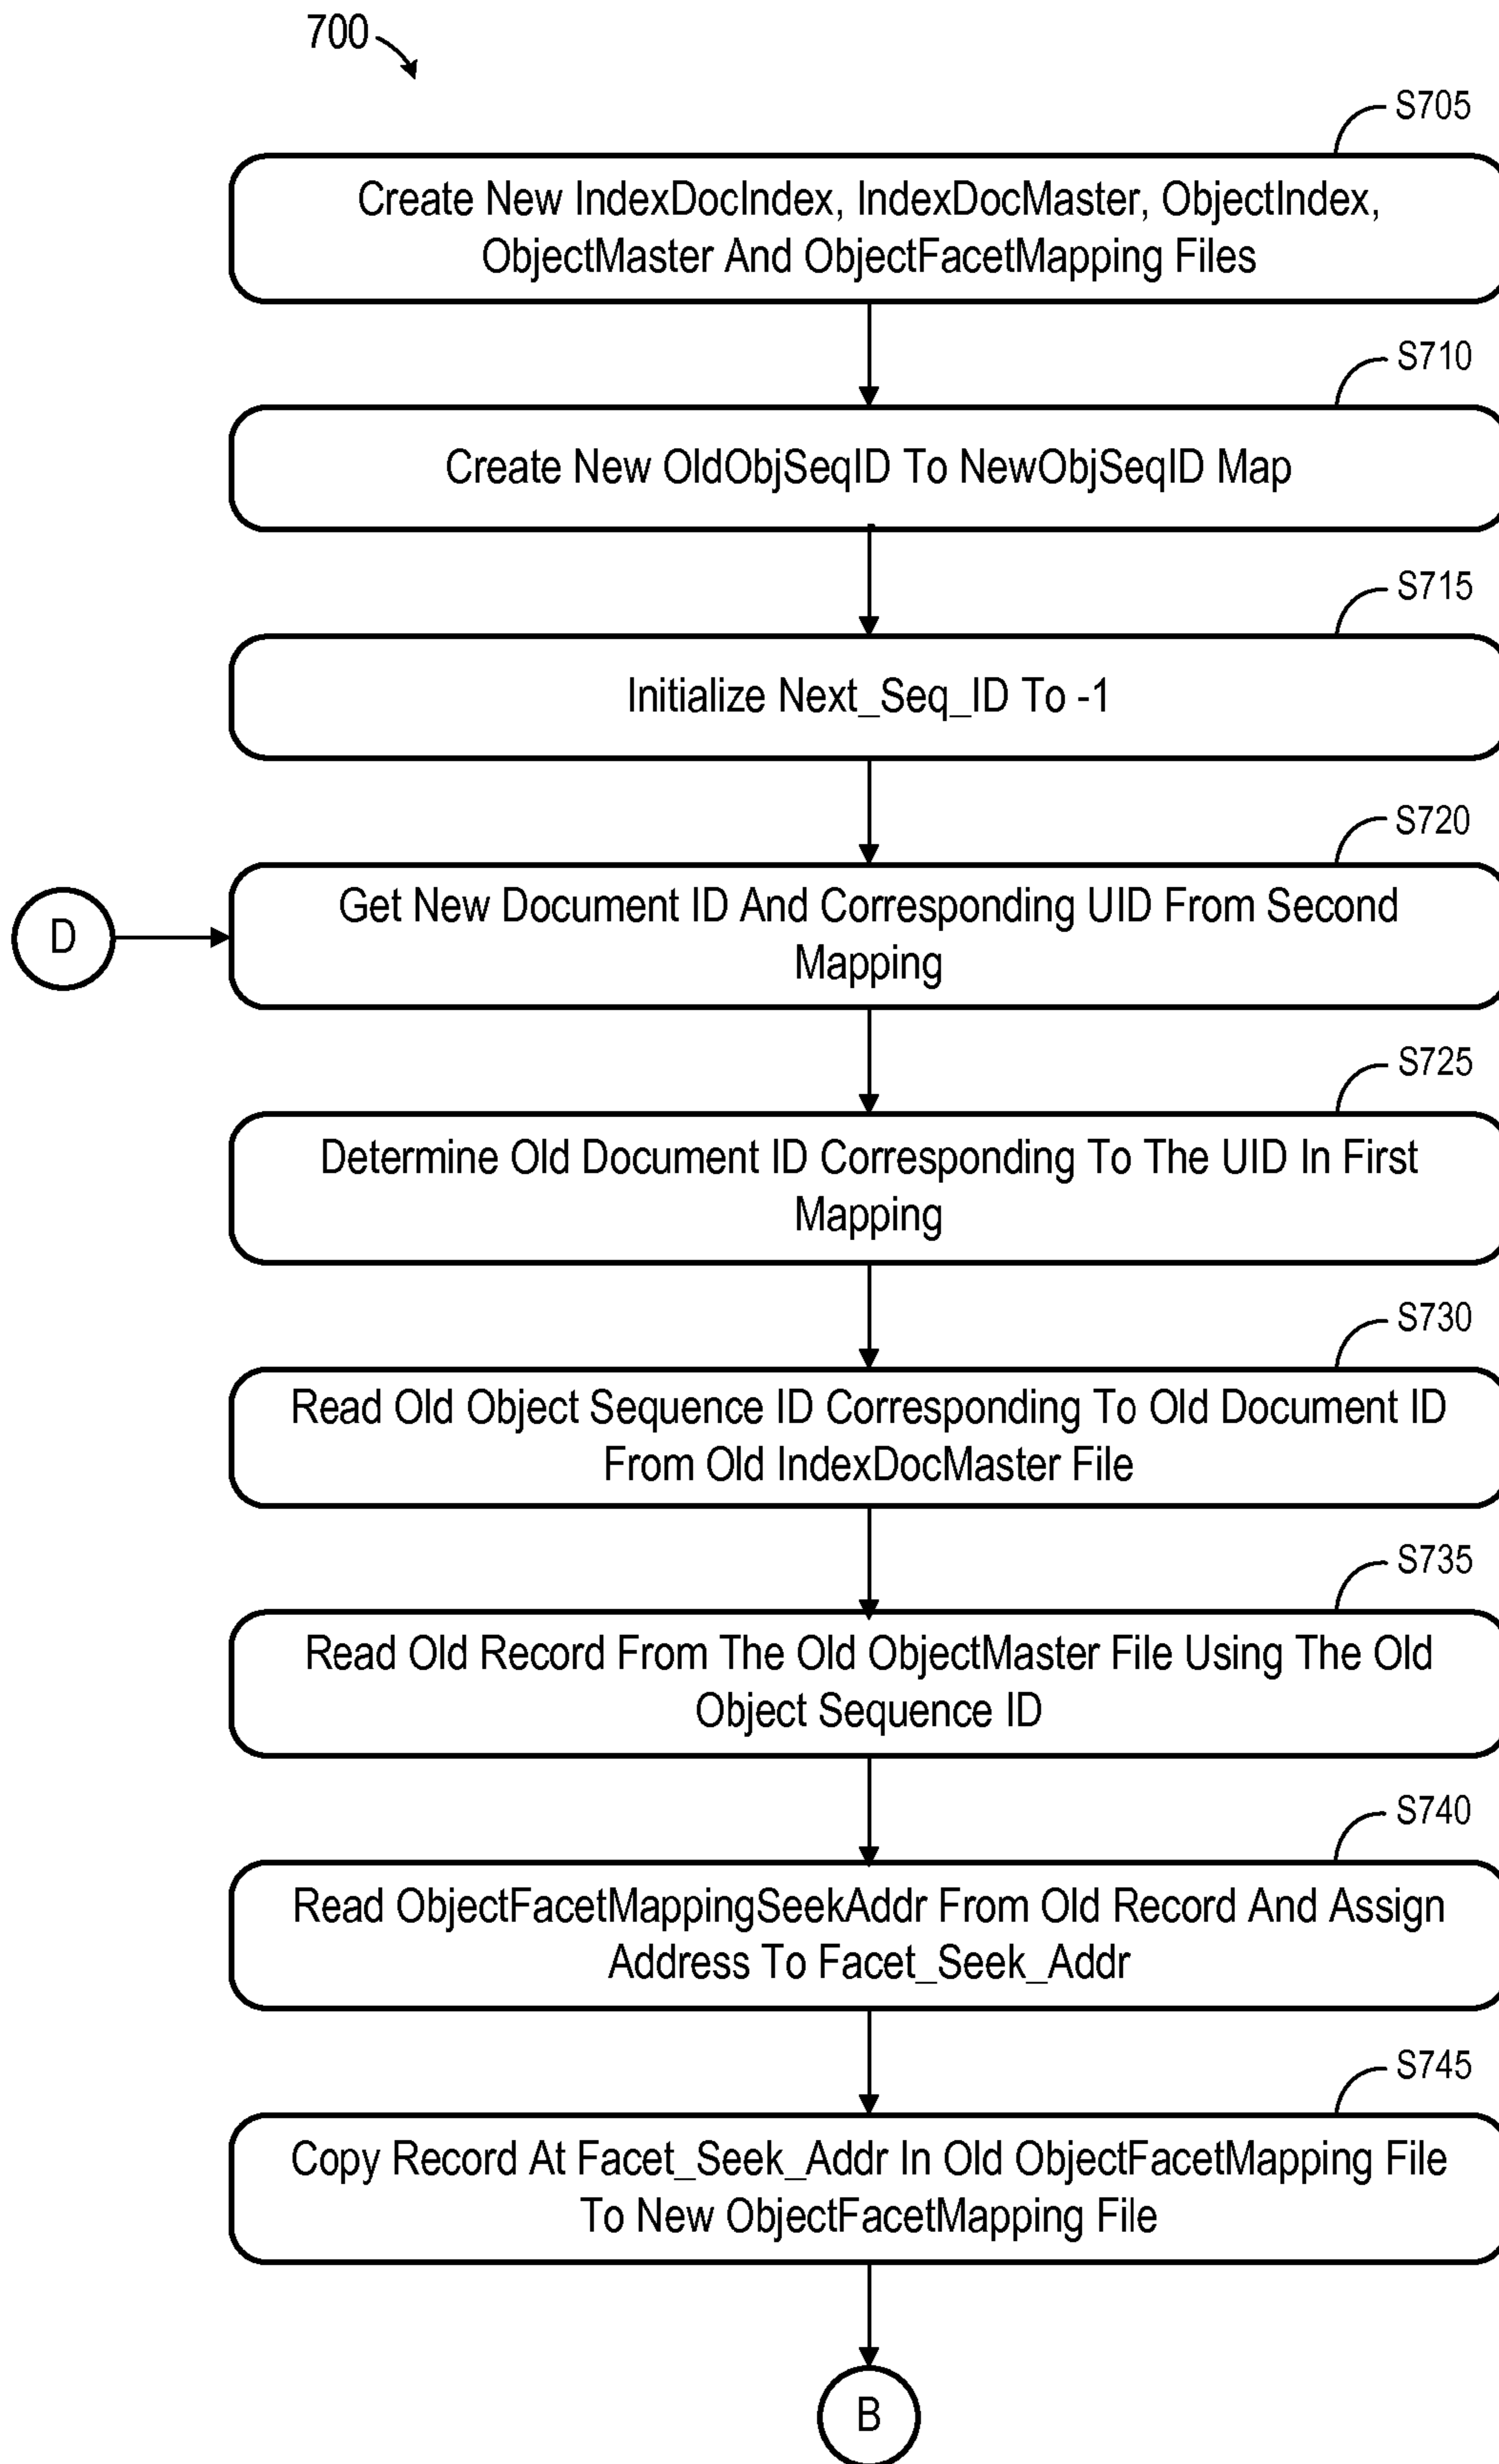 700
S705
Create New IndexDocIndex, IndexDocMaster, ObjectIndex,
ObjectMaster And ObjectFacetMapping Files
S710
Create New OldObjSeqID To NewObjSeqID Map
S715
Initialize Next_Seq_ID To -1
S720
Get New Document ID And Corresponding UID From Second
Mapping
D
S725
Determine Old Document ID Corresponding To The UID In First
Mapping
S730
Read Old Object Sequence ID Corresponding To Old Document ID
From Old IndexDocMaster File
S735
Read Old Record From The Old ObjectMaster File Using The Old
Object Sequence ID
S740
Read ObjectFacetMappingSeekAddr From Old Record And Assign
Address To Facet_Seek_Addr
S745
Copy Record At Facet_Seek_Addr In Old ObjectFacetMapping File
To New ObjectFacetMapping File
B